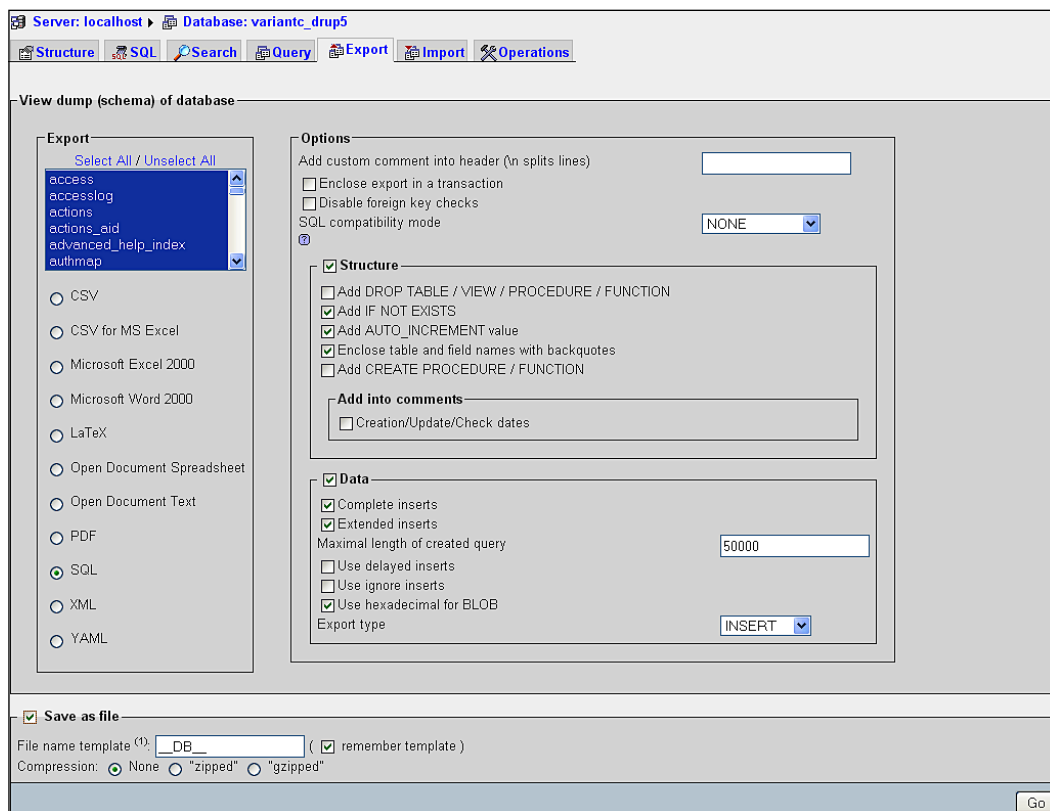 Server: localhost Database: variantc_drup5
Structure SQL Search Query Export Import Operations
View dump (schema) of database
Export
Select All / Unselect All
access
accesslog
actions
actions_aid
advanced_help_index
authmap
CSV
CSV for MS Excel
Microsoft Excel 2000
Microsoft Word 2000
LaTeX
Open Document Spreadsheet
Open Document Text
PDF
SQL
XML
YAML
Options
Add custom comment into header (\n splits lines)
Enclose export in a transaction
Disable foreign key checks
SQL compatibility mode NONE
Structure
Add DROP TABLE / VIEW / PROCEDURE / FUNCTION
Add IF NOT EXISTS
Add AUTO_INCREMENT value
Enclose table and field names with backquotes
Add CREATE PROCEDURE / FUNCTION
Add into comments
Creation/Update/Check dates
Data
Complete inserts
Extended inserts
Maximal length of created query 50000
Use delayed inserts
Use ignore inserts
Use hexadecimal for BLOB
Export type INSERT
Save as file
File name template (1): __DB__ ( remember template )
Compression: None "zipped" "gzipped"
Go